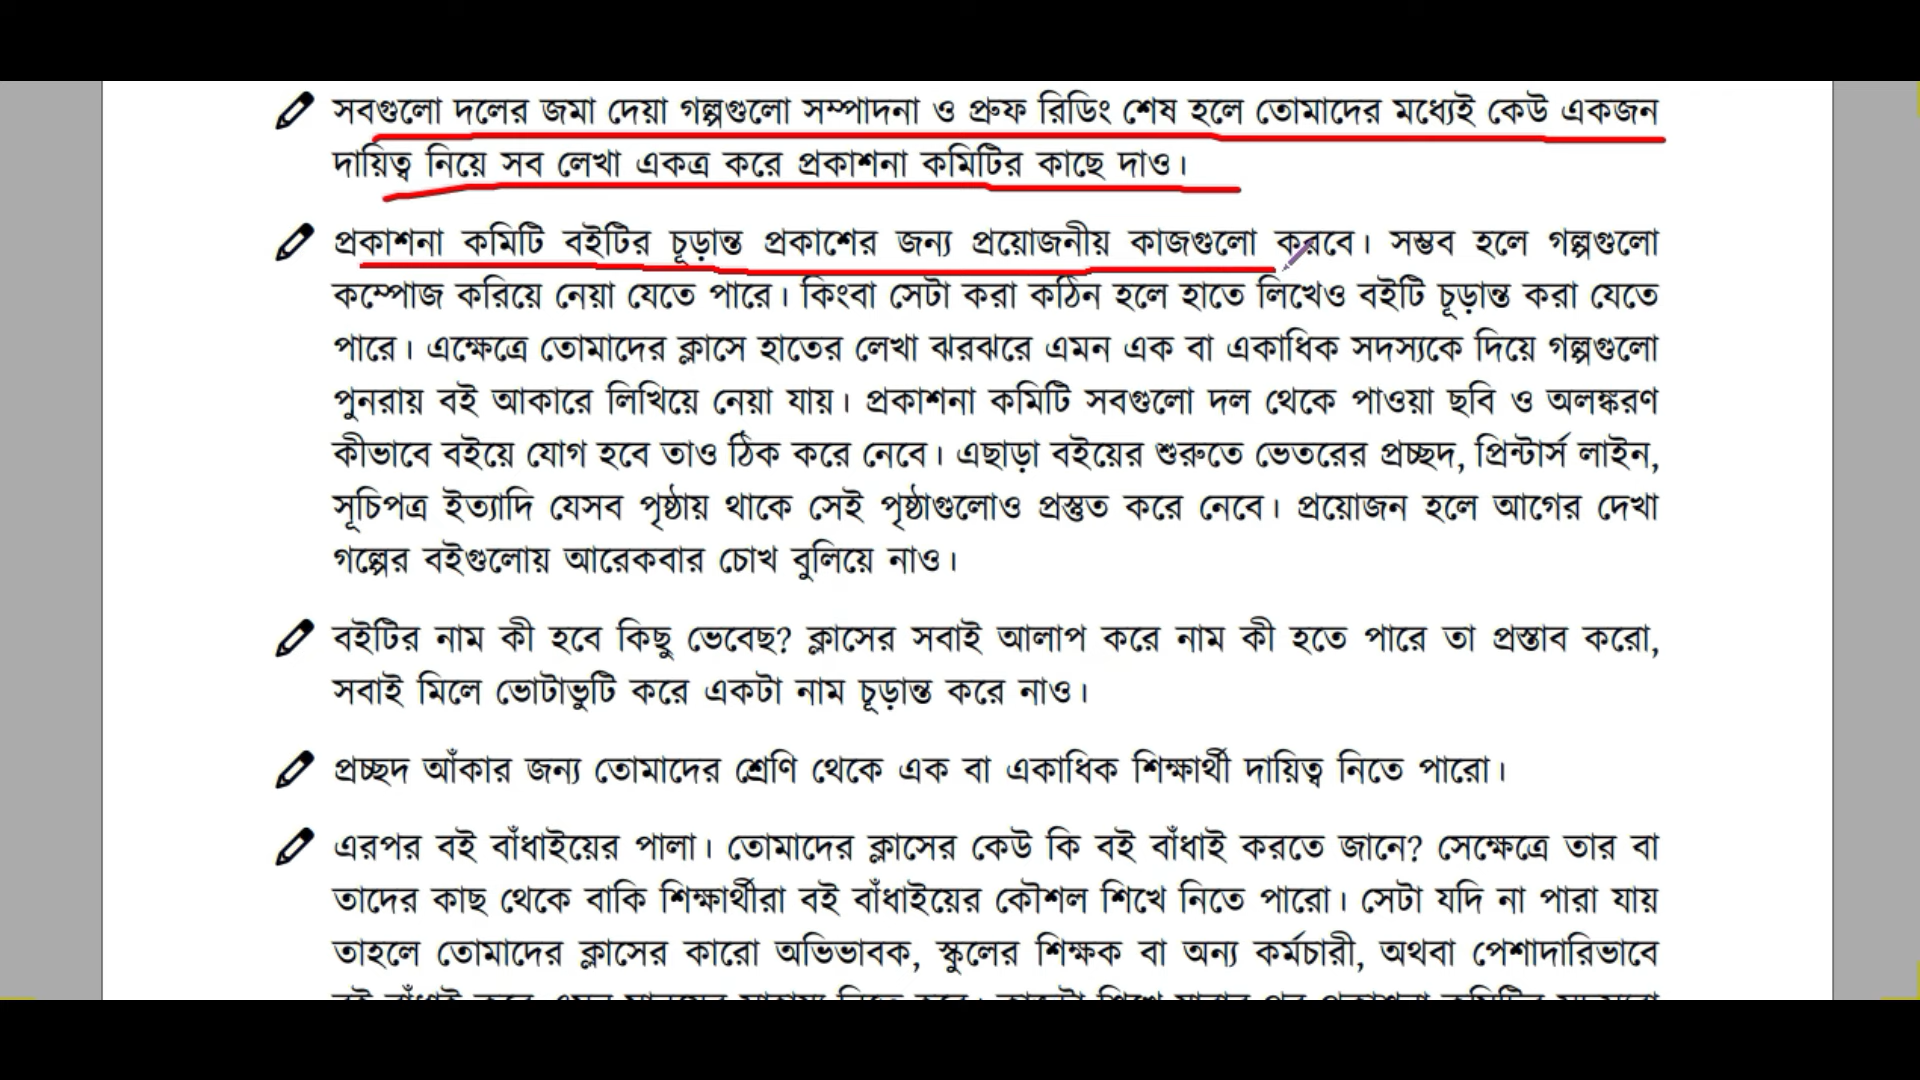 সবগুলো দলের জমা দেয়া গল্পগুলো সম্পাদনা ও প্রুফ রিডিং শেষ হলে তোমাদের মধ্যেই কেউ একজন
দায়িত্ব নিয়ে সব লেখা একত্র করে প্রকাশনা কমিটির কাছে দাও।
প্রকাশনা কমিটি বইটির চূড়ান্ত প্রকাশের জন্য প্রয়োজনীয় কাজগুলো করবে। সম্ভব হলে গল্পগুলো
কম্পোজ করিয়ে নেয়া যেতে পারে। কিংবা সেটা করা কঠিন হলে হাতে লিখেও বইটি চূড়ান্ত করা যেতে
পারে। এক্ষেত্রে তোমাদের ক্লাসে হাতের লেখা ঝরঝরে এমন এক বা একাধিক সদস্যকে দিয়ে গল্পগুলো
পুনরায় বই আকারে লিখিয়ে নেয়া যায়। প্রকাশনা কমিটি সবগুলো দল থেকে পাওয়া ছবি ও অলঙ্করণ
কীভাবে বইয়ে যোগ হবে তাও ঠিক করে নেবে। এছাড়া বইয়ের শুরুতে ভেতরের প্রচ্ছদ, প্রিন্টার্স লাইন,
সূচিপত্র ইত্যাদি যেসব পৃষ্ঠায় থাকে সেই পৃষ্ঠাগুলোও প্রস্তুত করে নেবে। প্রয়োজন হলে আগের দেখা
গল্পের বইগুলোয় আরেকবার চোখ বুলিয়ে নাও।
বইটির নাম কী হবে কিছু ভেবেছ? ক্লাসের সবাই আলাপ করে নাম কী হতে পারে তা প্রস্তাব করো,
সবাই মিলে ভোটাভুটি করে একটা নাম চূড়ান্ত করে নাও।
প্রচ্ছদ আঁকার জন্য তোমাদের শ্রেণি থেকে এক বা একাধিক শিক্ষার্থী দায়িত্ব নিতে পারো।
এরপর বই বাঁধাইয়ের পালা। তোমাদের ক্লাসের কেউ কি বই বাঁধাই করতে জানে? সেক্ষেত্রে তার বা
তাদের কাছ থেকে বাকি শিক্ষার্থীরা বই বাঁধাইয়ের কৌশল শিখে নিতে পারো। সেটা যদি না পারা যায়
তাহলে তোমাদের ক্লাসের কারো অভিভাবক, স্কুলের শিক্ষক বা অন্য কর্মচারী, অথবা পেশাদারিভাবে